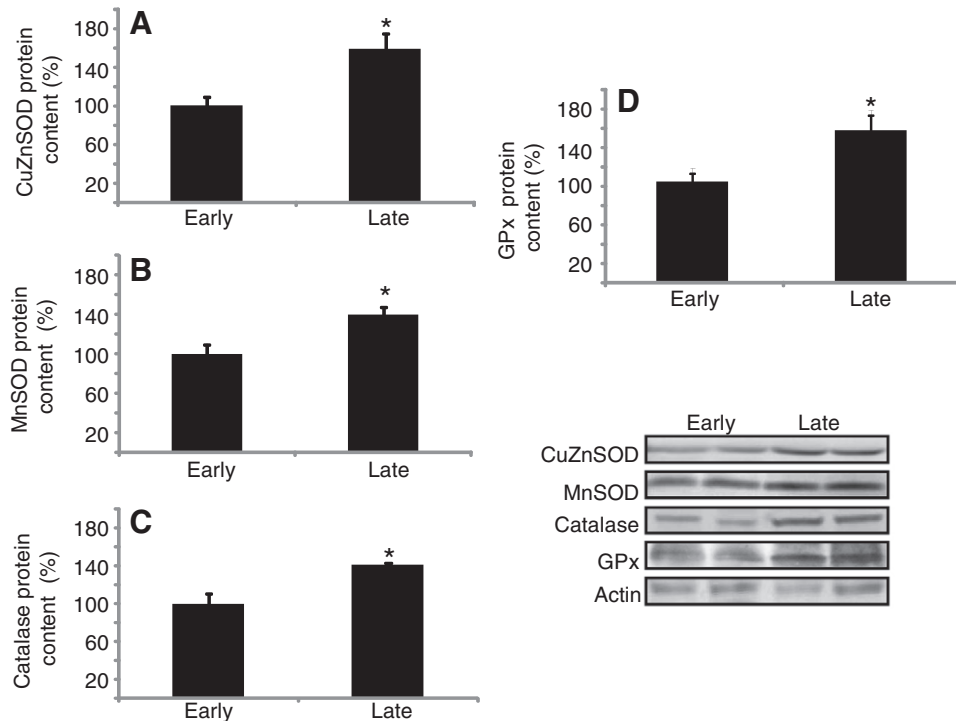 A
CuZnSOD protein
content (%)
180
140
100
60
20
*
Early Late
B
MnSOD protein
content (%)
180
140
100
60
20
*
Early Late
C
Catalase protein
content (%)
180
140
100
60
20
*
Early Late
D
GPx protein
content (%)
180
140
100
60
20
*
Early Late
Early Late
CuZnSOD
MnSOD
Catalase
GPx
Actin